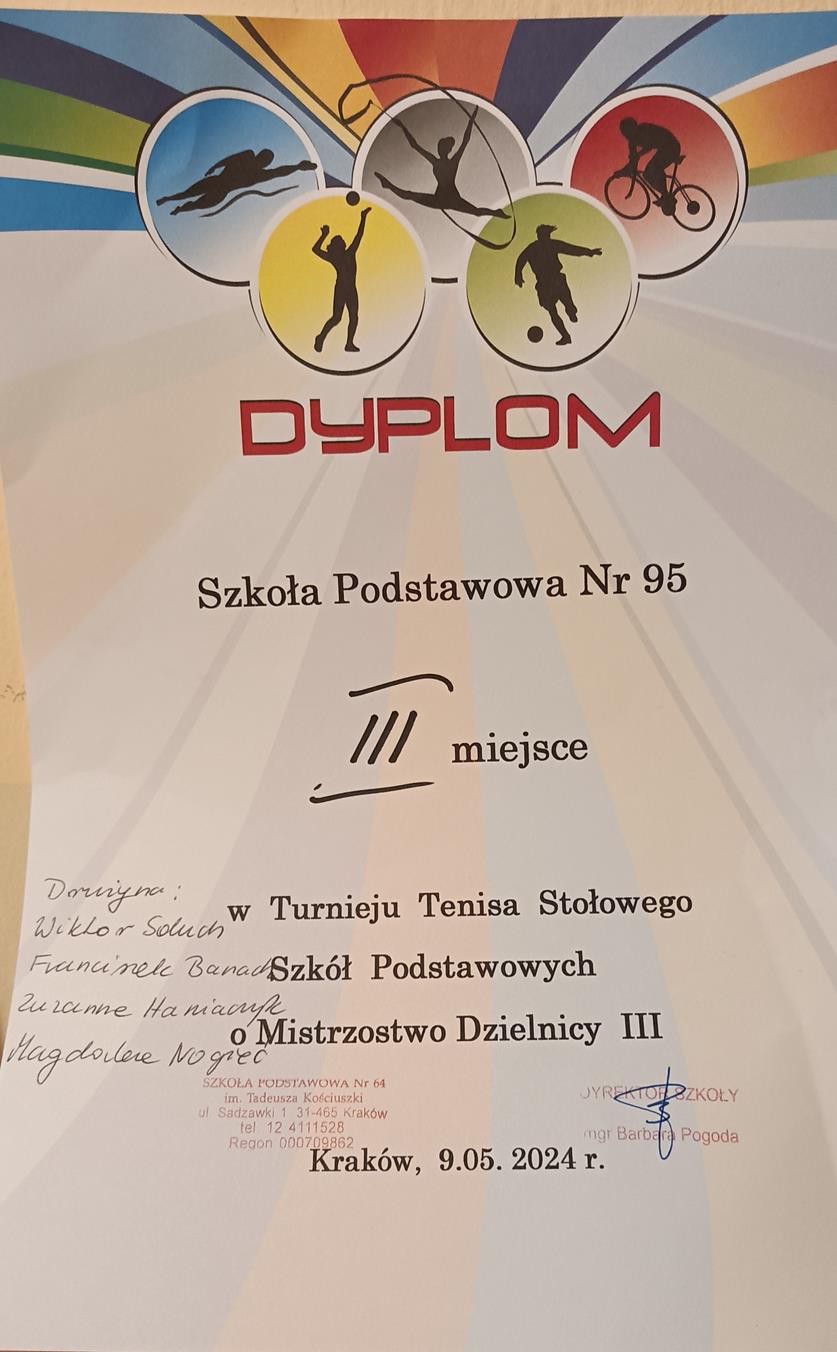 DYPLOM
Szkoła Podstawowa Nr 95
III miejsce
w Turnieju Tenisa Stołowego
Szkół Podstawowych
o Mistrzostwo Dzielnicy III
Drużyna:
Wiktor Soluch
Franciszek Banach
Zuzanna
Magdalena
SZKOŁA PODSTAWOWA Nr 64
im. Tadeusza Kościuszki
ul. Sadzawki 1 31-465 Kraków
tel 12 4111528
Regon 000709862
DYREKTOR SZKOŁY
mgr Barbara Pogoda
Kraków, 9.05. 2024 r.